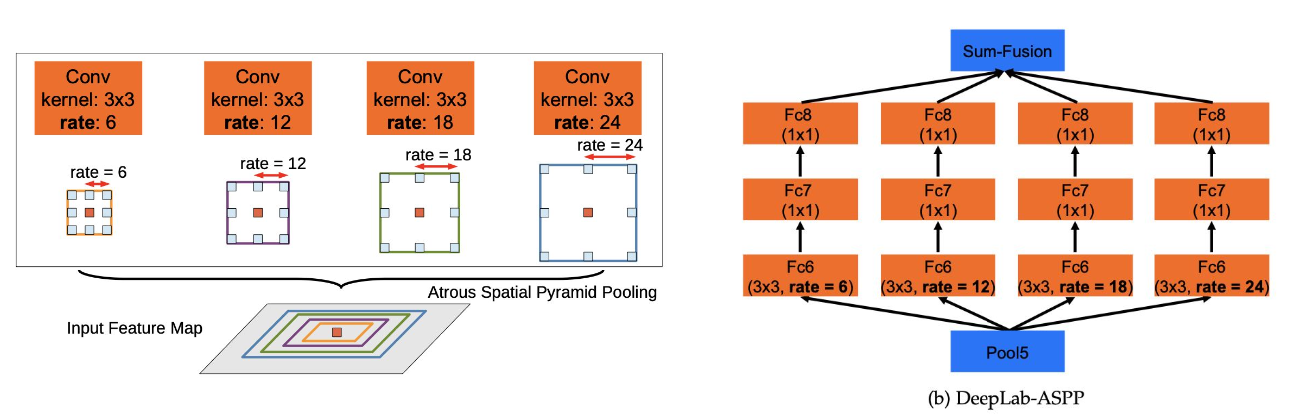 Conv
kernel: 3x3
rate: 6
Conv
kernel: 3x3
rate: 12
Conv
kernel: 3x3
rate: 18
Conv
kernel: 3x3
rate: 24
rate = 6
rate = 12
rate = 18
rate = 24
Atrous Spatial Pyramid Pooling
Input Feature Map
Sum-Fusion
Fc8
(1x1)
Fc8
(1x1)
Fc8
(1x1)
Fc8
(1x1)
Fc7
(1x1)
Fc7
(1x1)
Fc7
(1x1)
Fc7
(1x1)
Fc6
(3x3, rate = 6)
Fc6
(3x3, rate = 12)
Fc6
(3x3, rate = 18)
Fc6
(3x3, rate = 24)
Pool5
(b) DeepLab-ASPP